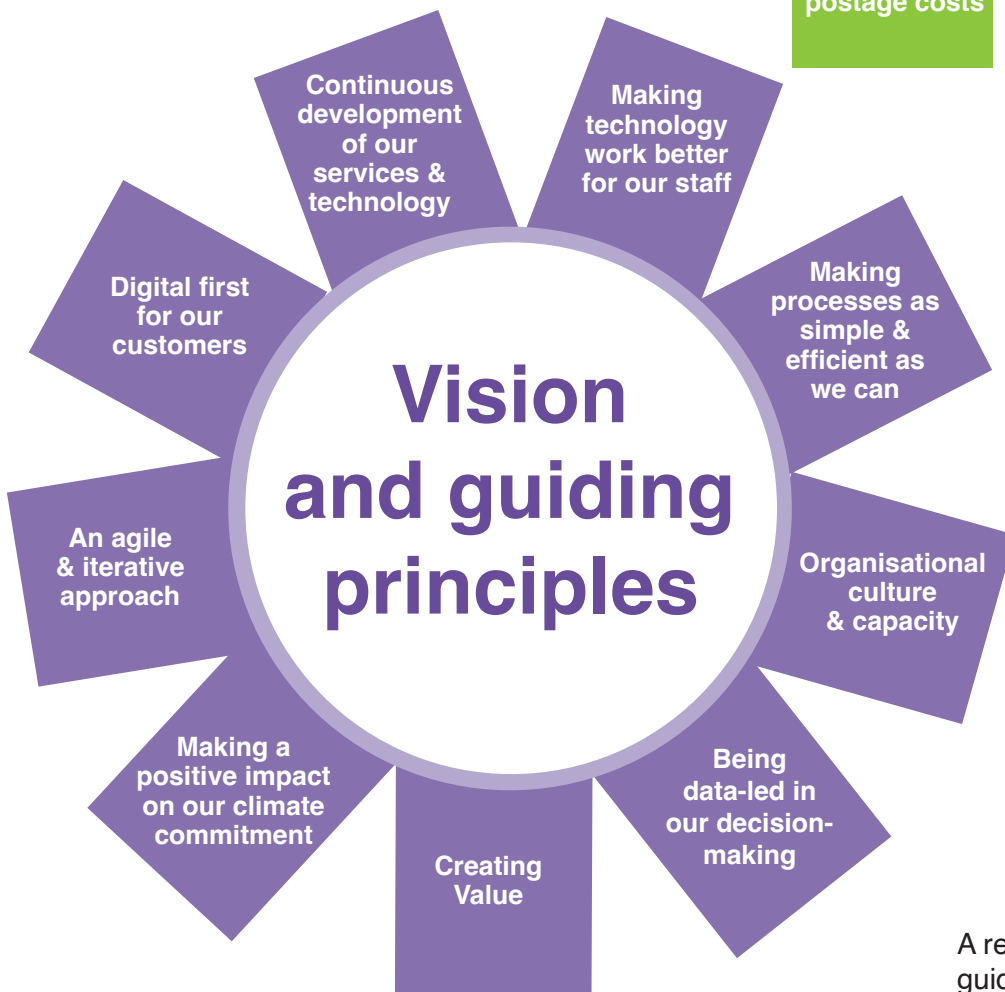 postage costs
Continuous
development
of our
services &
technology
Making
technology
work better
for our staff
Making
processes as
simple &
efficient as
we can
Organisational
culture
& capacity
Being
data-led in
our decision-
making
Creating
Value
Making a
positive impact
on our climate
commitment
An agile
& iterative
approach
Digital first
for our
customers
Vision
and guiding
principles
A re
guid